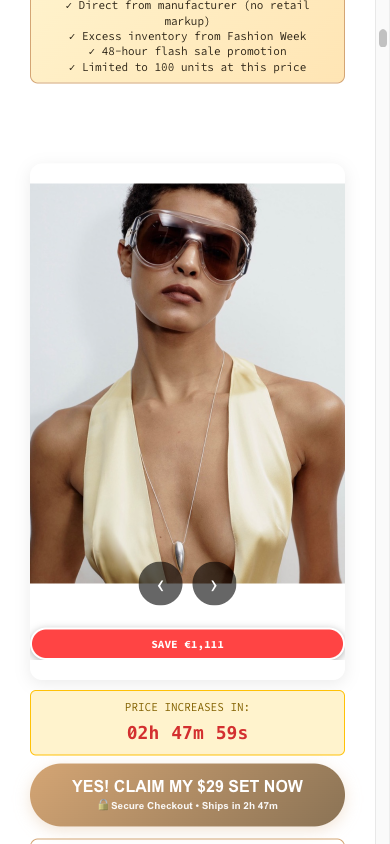 ✓ Direct from manufacturer (no retail
markup)
✓ Excess inventory from Fashion Week
✓ 48-hour flash sale promotion
✓ Limited to 100 units at this price
SAVE €1,111
PRICE INCREASES IN:
02h 47m 59s
YES! CLAIM MY $29 SET NOW
🔐 Secure Checkout • Ships in 2h 47m